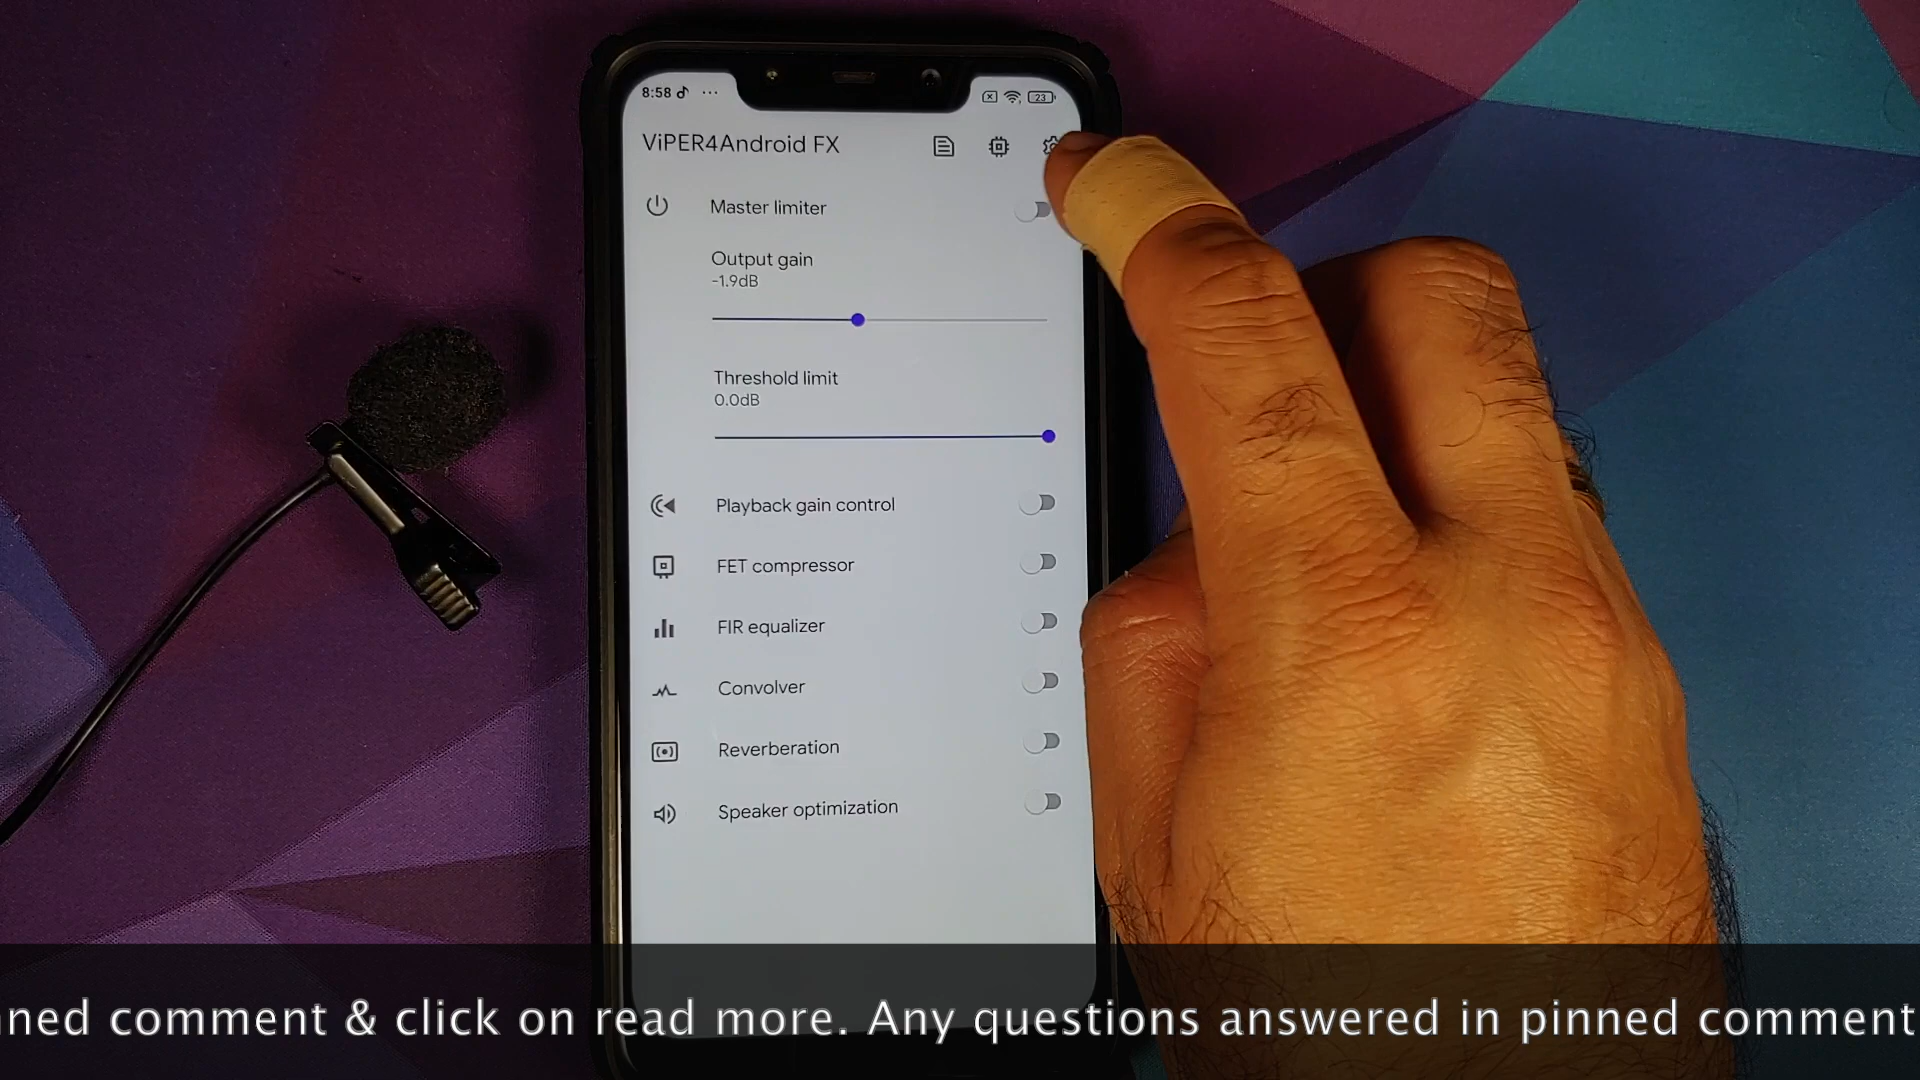 8:58
23
ViPER4Android FX
Master limiter
Output gain
-1.9dB
Threshold limit
0.0dB
Playback gain control
FET compressor
FIR equalizer
Convolver
Reverberation
Speaker optimization
comment & click on read more. Any questions answered in pinned comment